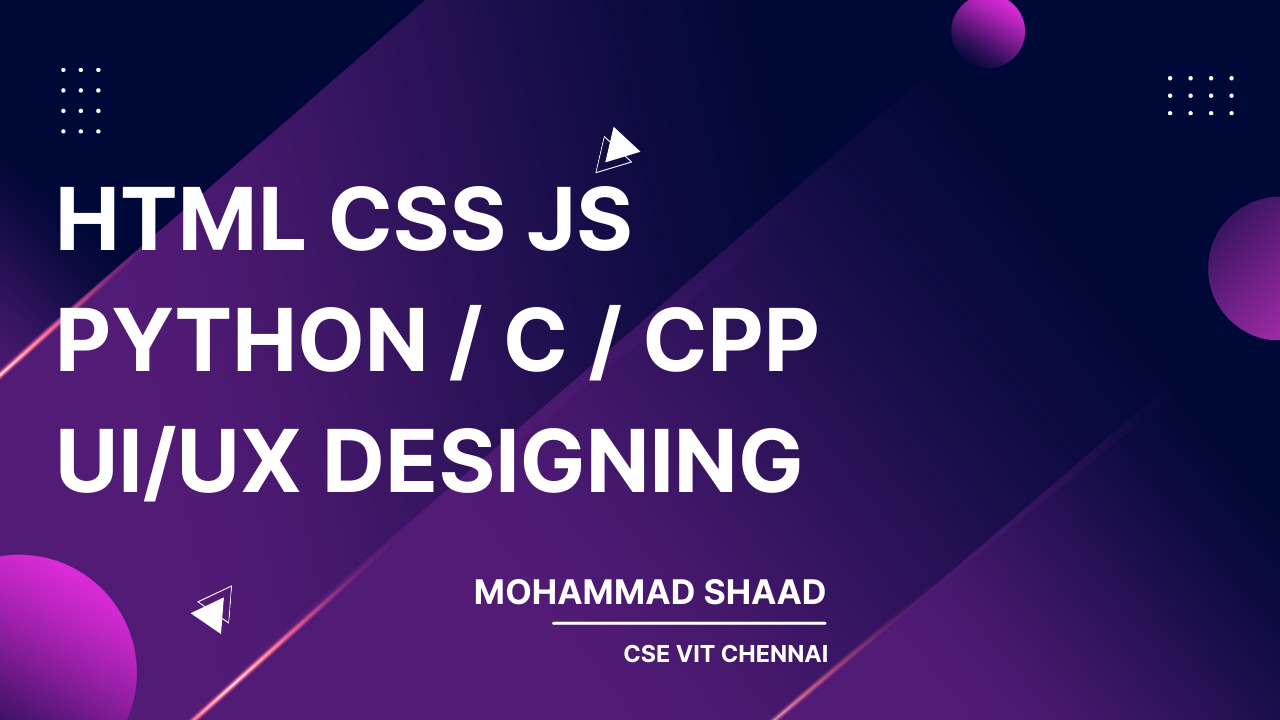 HTML CSS JS
PYTHON / C / CPP
UI/UX DESIGNING
MOHAMMAD SHAAD
CSE VIT CHENNAI